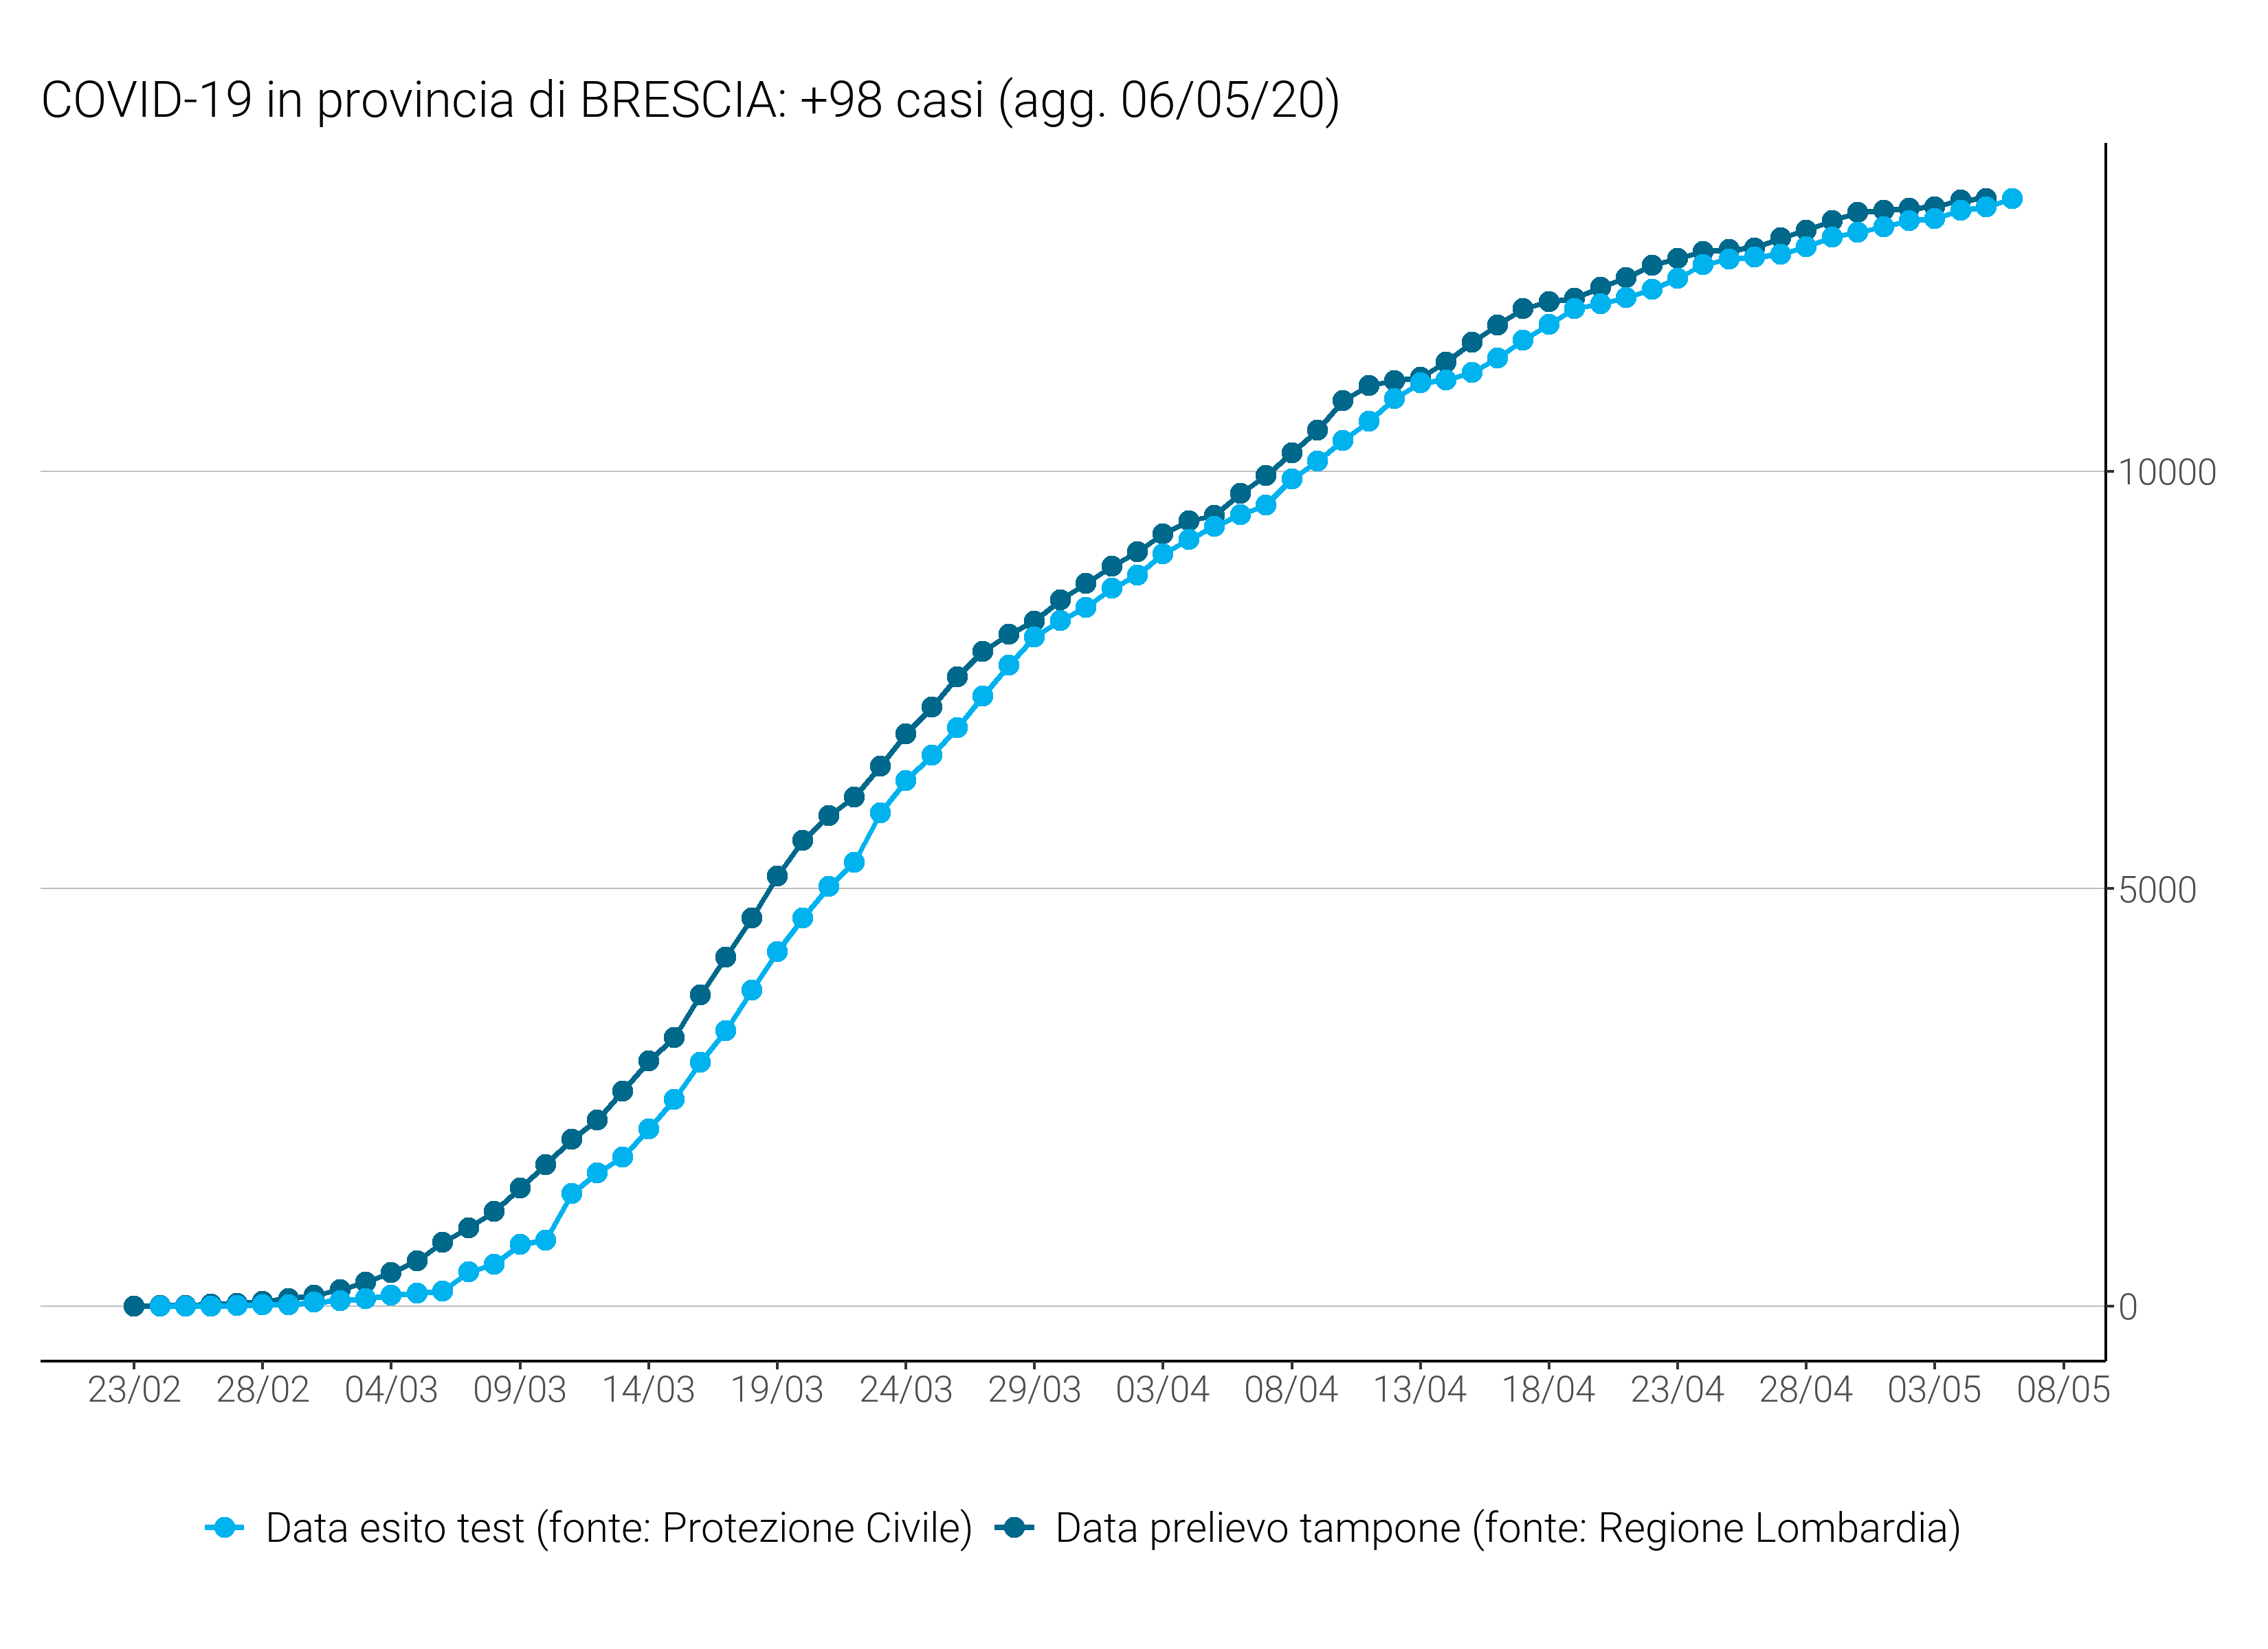 COVID-19 in provincia di BRESCIA: +98 casi (agg. 06/05/20)
10000
5000
0
23/02 28/02 04/03 09/03 14/03 19/03 24/03 29/03 03/04 08/04 13/04 18/04 23/04 28/04 03/05 08/05
Data esito test (fonte: Protezione Civile) Data prelievo tampone (fonte: Regione Lombardia)